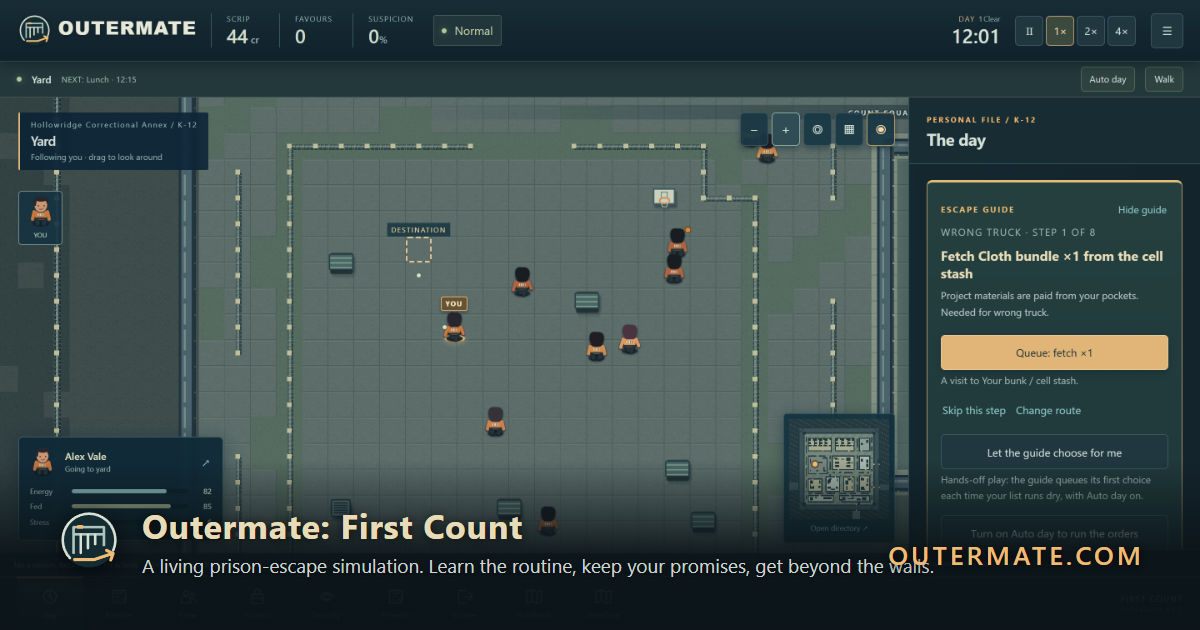 OUTERMATE
SCRIP
44 cr
FAVOURS
0
SUSPICION
0%
Normal
DAY 1 Clear
12:01
II
1×
2×
4×
Yard
NEXT: Lunch · 12:15
Auto day
Walk
Hollowridge Correctional Annex / K-12
Yard
Following you · drag to look around
YOU
DESTINATION
YOU
PERSONAL FILE / K-12
The day
ESCAPE GUIDE
Hide guide
WRONG TRUCK · STEP 1 OF 8
Fetch Cloth bundle ×1 from the cell
stash
Project materials are paid from your pockets.
Needed for wrong truck.
Queue: fetch ×1
A visit to Your bunk / cell stash.
Skip this step
Change route
Let the guide choose for me
Hands-off play: the guide queues its first choice
each time your list runs dry, with Auto day on.
Turn on Auto day to run the orders
Alex Vale
Going to yard
Energy
82
Fed
85
Stress
Open directory ↗
Outermate: First Count
A living prison-escape simulation. Learn the routine, keep your promises, get beyond the walls.
OUTERMATE.COM